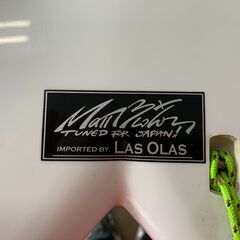 TUNED FOR JAPAN!
IMPORTED BY LAS OLAS